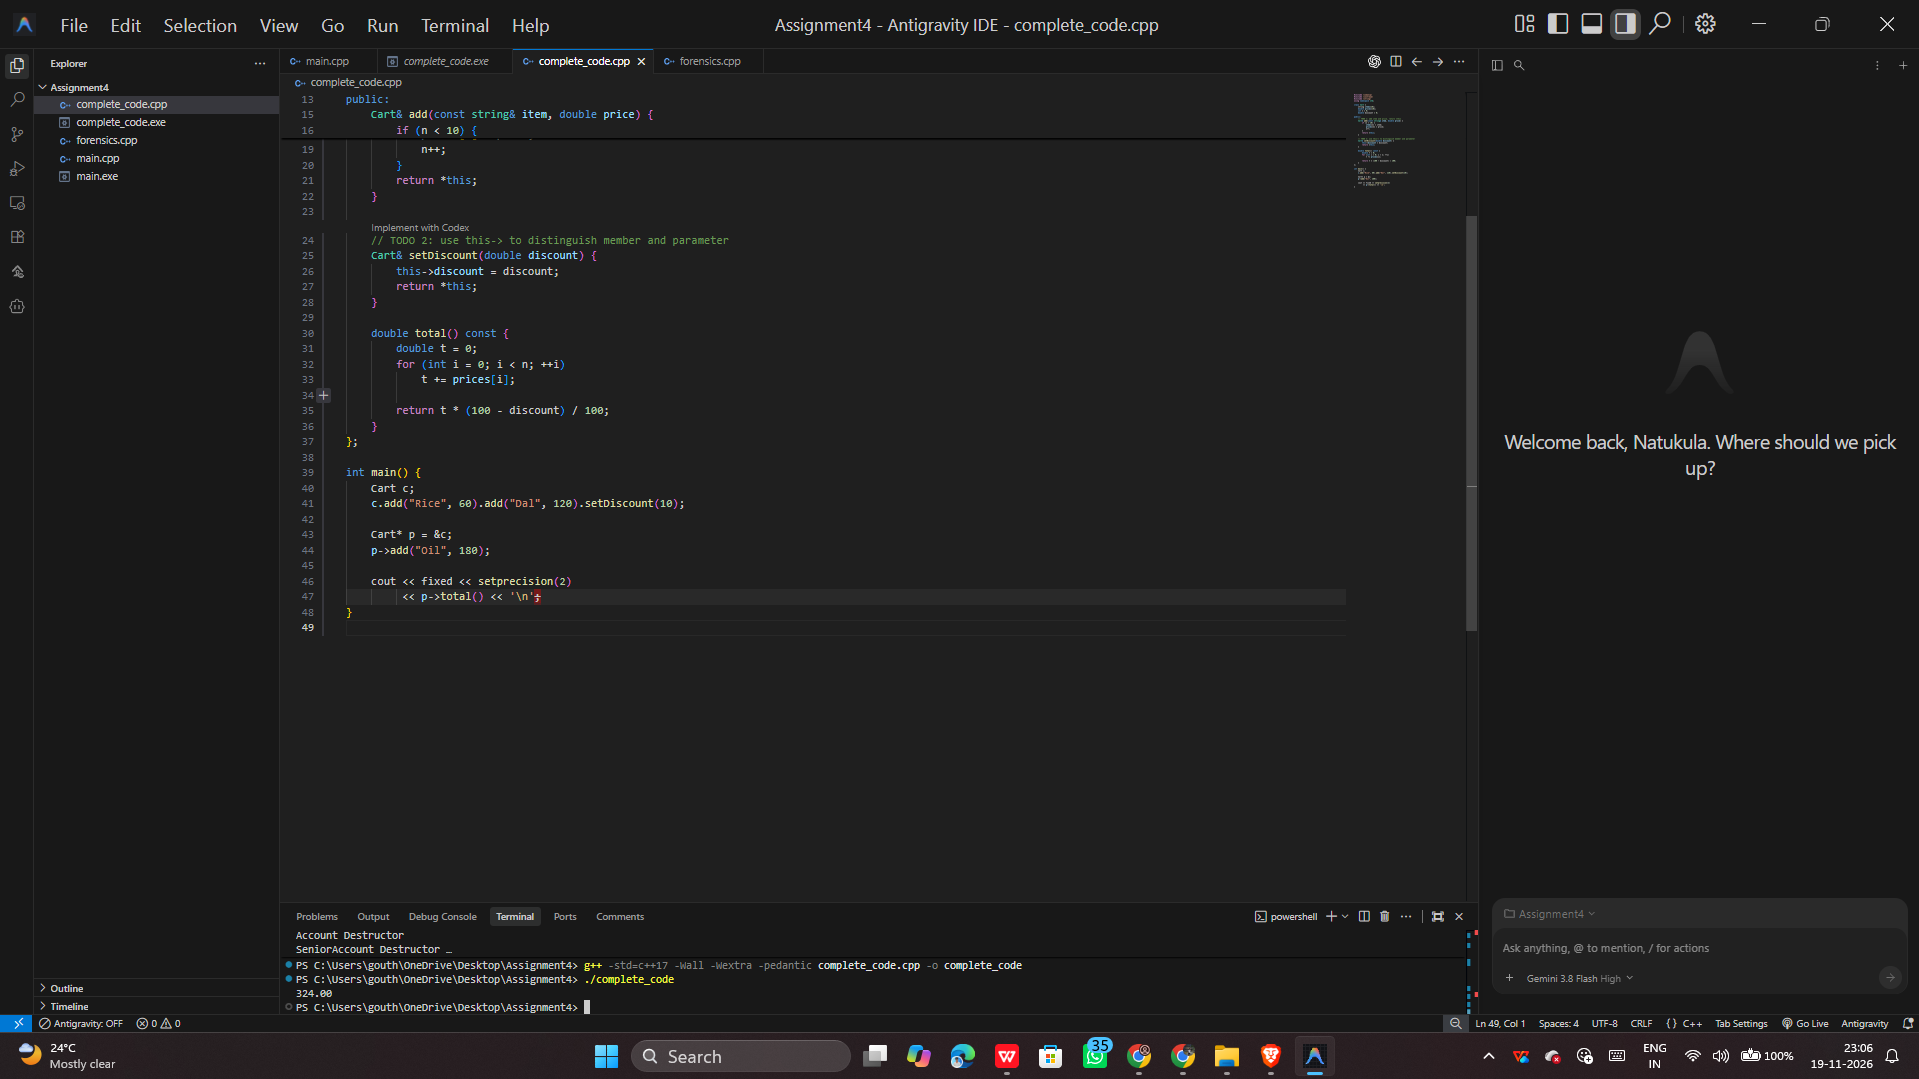 File Edit Selection View Go Run Terminal Help
Assignment4 - Antigravity IDE - complete_code.cpp
Explorer
Assignment4
complete_code.cpp
complete_code.exe
forensics.cpp
main.cpp
main.exe
Outline
Timeline
main.cpp
complete_code.exe
complete_code.cpp
forensics.cpp
complete_code.cpp
13 public:
15 Cart& add(const string& item, double price) {
16 if (n < 10) {
19 n++;
20 }
21 return *this;
22 }
23
Implement with Codex
24 // TODO 2: use this-> to distinguish member and parameter
25 Cart& setDiscount(double discount) {
26 this->discount = discount;
27 return *this;
28 }
29
30 double total() const {
31 double t = 0;
32 for (int i = 0; i < n; ++i)
33 t += prices[i];
34
35 return t * (100 - discount) / 100;
36 }
37 };
38
39 int main() {
40 Cart c;
41 c.add("Rice", 60).add("Dal", 120).setDiscount(10);
42
43 Cart* p = &c;
44 p->add("Oil", 180);
45
46 cout << fixed << setprecision(2)
47 << p->total() << '\n';
48 }
49
Problems Output Debug Console Terminal Ports Comments
powershell
Account Destructor
SeniorAccount Destructor
PS C:\Users\gouth\OneDrive\Desktop\Assignment4> g++ -std=c++17 -Wall -Wextra -pedantic complete_code.cpp -o complete_code
PS C:\Users\gouth\OneDrive\Desktop\Assignment4> ./complete_code
324.00
PS C:\Users\gouth\OneDrive\Desktop\Assignment4>
Welcome back, Natukula. Where should we pick
up?
Assignment4
Ask anything, @ to mention, / for actions
Gemini 3.8 Flash High
Antigravity: OFF 0 0
Ln 49, Col 1 Spaces: 4 UTF-8 CRLF {} C++ Tab Settings Go Live Antigravity
24°C
Mostly clear
Search
35
ENG
IN
100%
23:06
19-11-2026